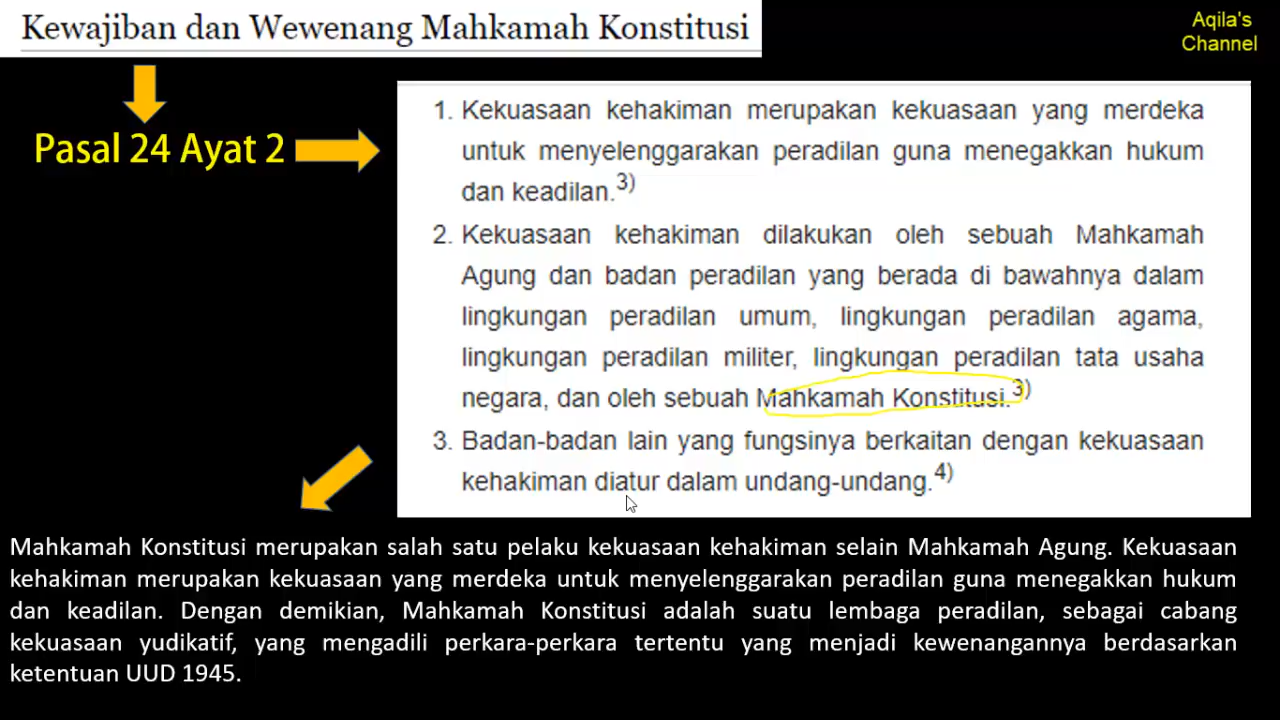 Kewajiban dan Wewenang Mahkamah Konstitusi
Aqila's
Channel
Pasal 24 Ayat 2
1. Kekuasaan kehakiman merupakan kekuasaan yang merdeka
untuk menyelenggarakan peradilan guna menegakkan hukum
dan keadilan.3)
2. Kekuasaan kehakiman dilakukan oleh sebuah Mahkamah
Agung dan badan peradilan yang berada di bawahnya dalam
lingkungan peradilan umum, lingkungan peradilan agama,
lingkungan peradilan militer, lingkungan peradilan tata usaha
negara, dan oleh sebuah Mahkamah Konstitusi.3)
3. Badan-badan lain yang fungsinya berkaitan dengan kekuasaan
kehakiman diatur dalam undang-undang.4)
Mahkamah Konstitusi merupakan salah satu pelaku kekuasaan kehakiman selain Mahkamah Agung. Kekuasaan
kehakiman merupakan kekuasaan yang merdeka untuk menyelenggarakan peradilan guna menegakkan hukum
dan keadilan. Dengan demikian, Mahkamah Konstitusi adalah suatu lembaga peradilan, sebagai cabang
kekuasaan yudikatif, yang mengadili perkara-perkara tertentu yang menjadi kewenangannya berdasarkan
ketentuan UUD 1945.